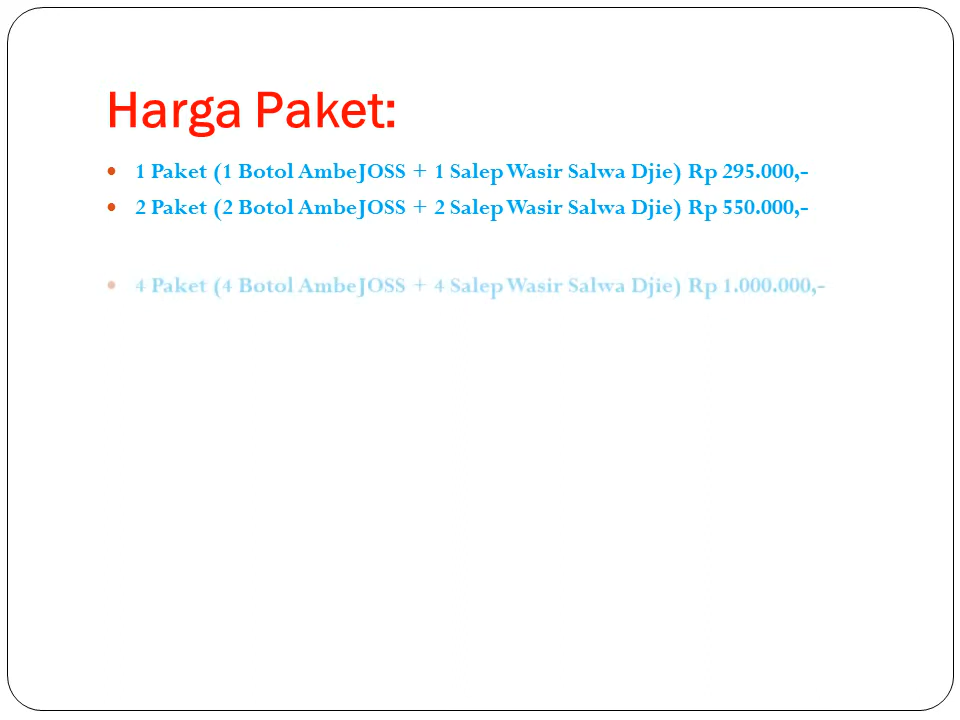 Harga Paket:
• 1 Paket (1 Botol AmbeJOSS + 1 Salep Wasir Salwa Djie) Rp 295.000,-
• 2 Paket (2 Botol AmbeJOSS + 2 Salep Wasir Salwa Djie) Rp 550.000,-
• 4 Paket (4 Botol AmbeJOSS + 4 Salep Wasir Salwa Djie) Rp 1.000.000,-